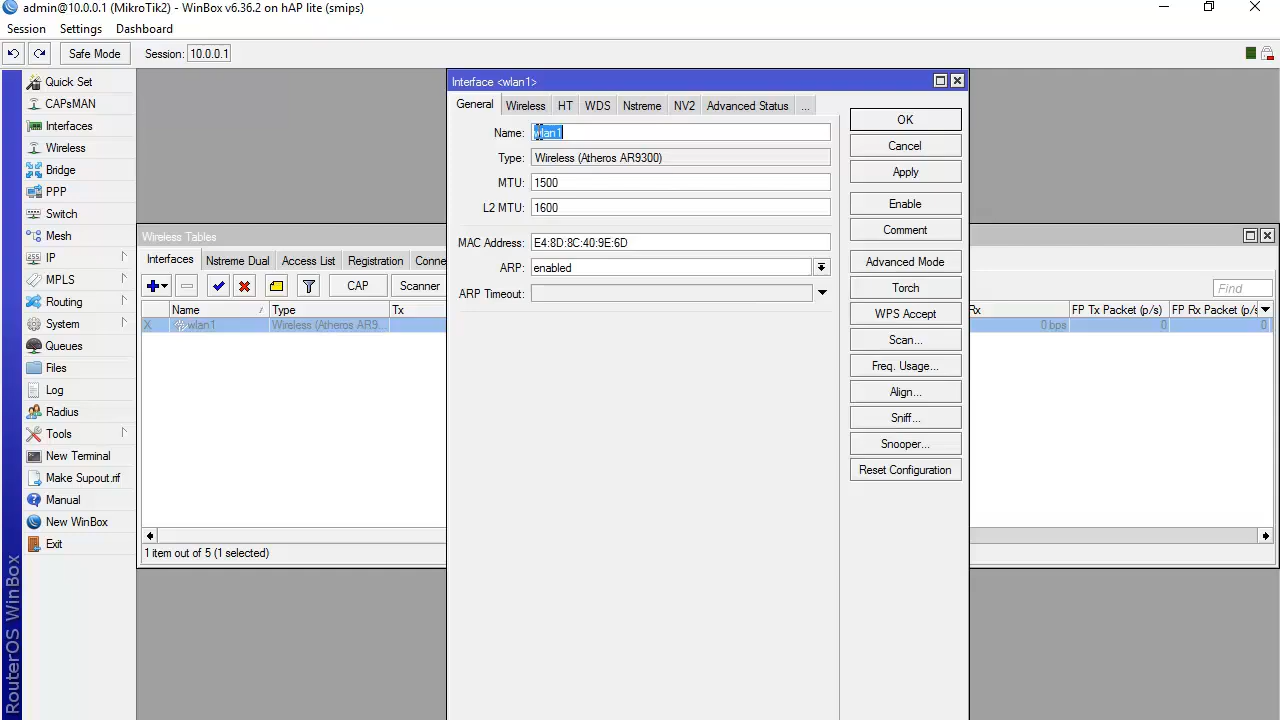 admin@10.0.0.1 (MikroTik2) - WinBox v6.36.2 on hAP lite (smips)
Session Settings Dashboard
Safe Mode Session: 10.0.0.1
Quick Set
CAPsMAN
Interfaces
Wireless
Bridge
PPP
Switch
Mesh
IP
MPLS
Routing
System
Queues
Files
Log
Radius
Tools
New Terminal
Make Supout.rif
Manual
New WinBox
Exit
RouterOS WinBox
Wireless Tables
Interfaces Nstreme Dual Access List Registration Conne
CAP Scanner
Find
Name / Type Tx Rx FP Tx Packet (p/s) FP Rx Packet (p/s
X wlan1 Wireless (Atheros AR9... 0 bps 0 0
1 item out of 5 (1 selected)
Interface <wlan1>
General Wireless HT WDS Nstreme NV2 Advanced Status ...
Name: wlan1
Type: Wireless (Atheros AR9300)
MTU: 1500
L2 MTU: 1600
MAC Address: E4:8D:8C:40:9E:6D
ARP: enabled
ARP Timeout:
OK
Cancel
Apply
Enable
Comment
Advanced Mode
Torch
WPS Accept
Scan...
Freq. Usage...
Align...
Sniff...
Snooper...
Reset Configuration